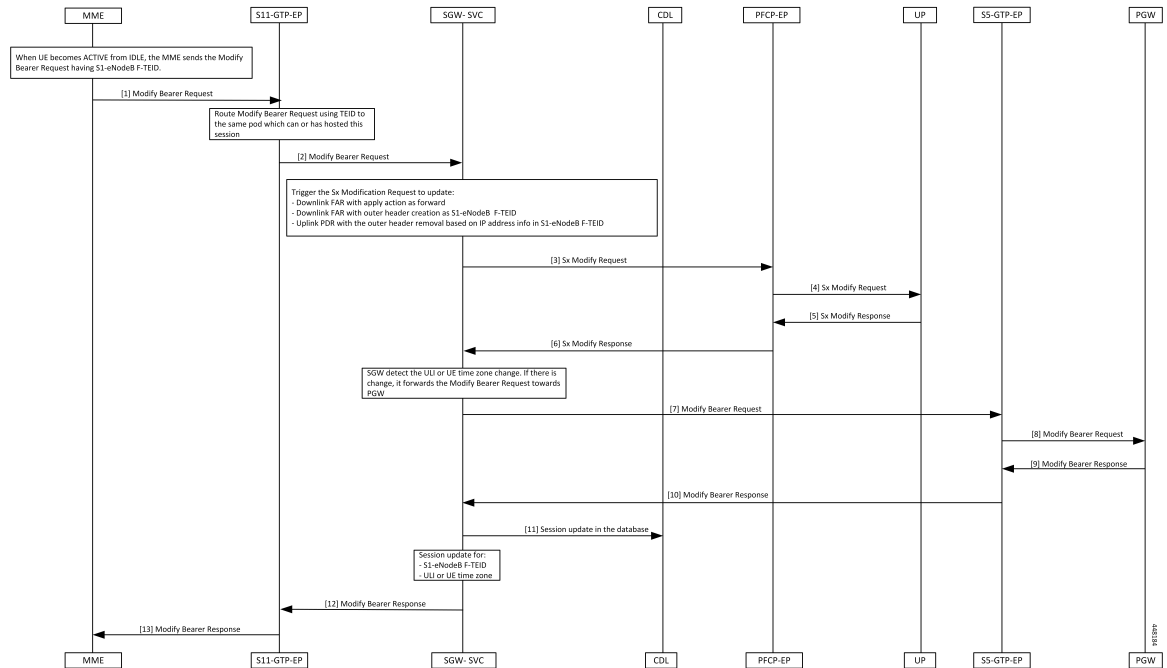 MME
S11-GTP-EP
SGW- SVC
CDL
PFCP-EP
UP
S5-GTP-EP
PGW
When UE becomes ACTIVE from IDLE, the MME sends the Modify
Bearer Request having S1-eNodeB F-TEID.
[1] Modify Bearer Request
Route Modify Bearer Request using TEID to
the same pod which can or has hosted this
session
[2] Modify Bearer Request
Trigger the Sx Modification Request to update:
- Downlink FAR with apply action as forward
- Downlink FAR with outer header creation as S1-eNodeB F-TEID
- Uplink PDR with the outer header removal based on IP address info in S1-eNodeB F-TEID
[3] Sx Modify Request
[4] Sx Modify Request
[5] Sx Modify Response
[6] Sx Modify Response
SGW detect the ULI or UE time zone change. If there is
change, it forwards the Modify Bearer Request towards
PGW
[7] Modify Bearer Request
[8] Modify Bearer Request
[9] Modify Bearer Response
[10] Modify Bearer Response
[11] Session update in the database
Session update for:
- S1-eNodeB F-TEID
- ULI or UE time zone
[12] Modify Bearer Response
[13] Modify Bearer Response
448184
MME
S11-GTP-EP
SGW- SVC
CDL
PFCP-EP
UP
S5-GTP-EP
PGW